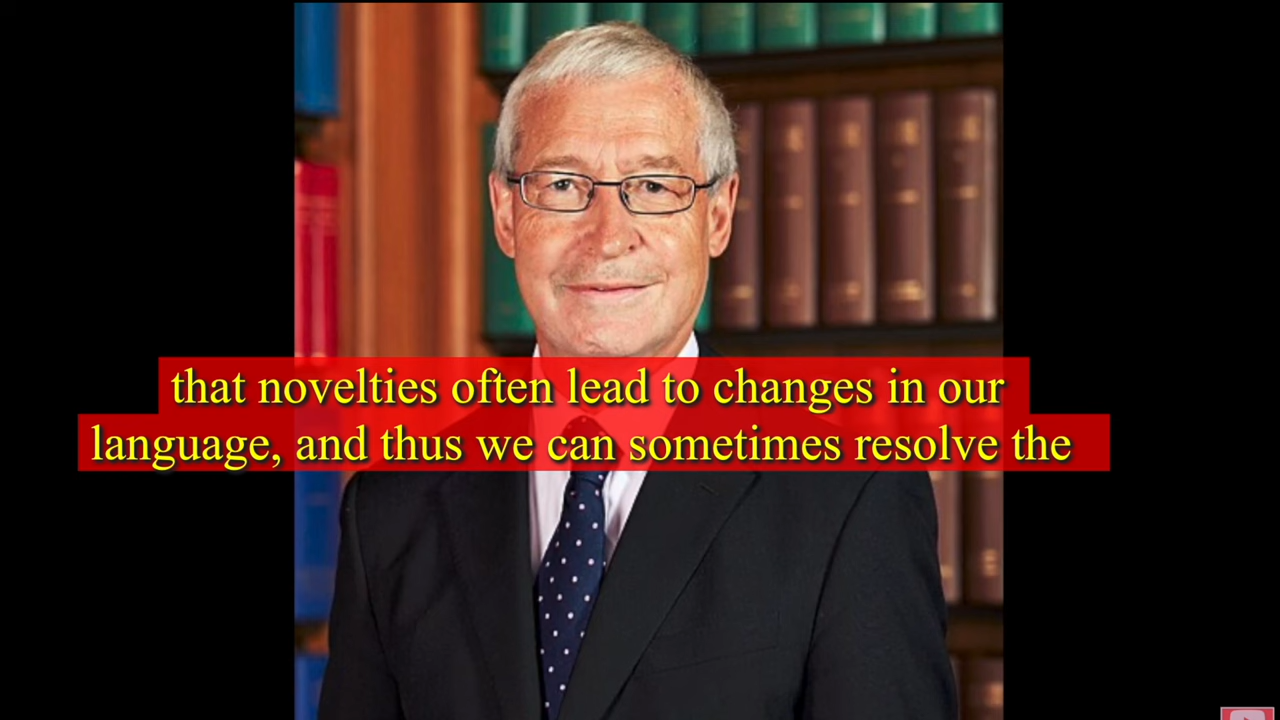 that novelties often lead to changes in our
language, and thus we can sometimes resolve the